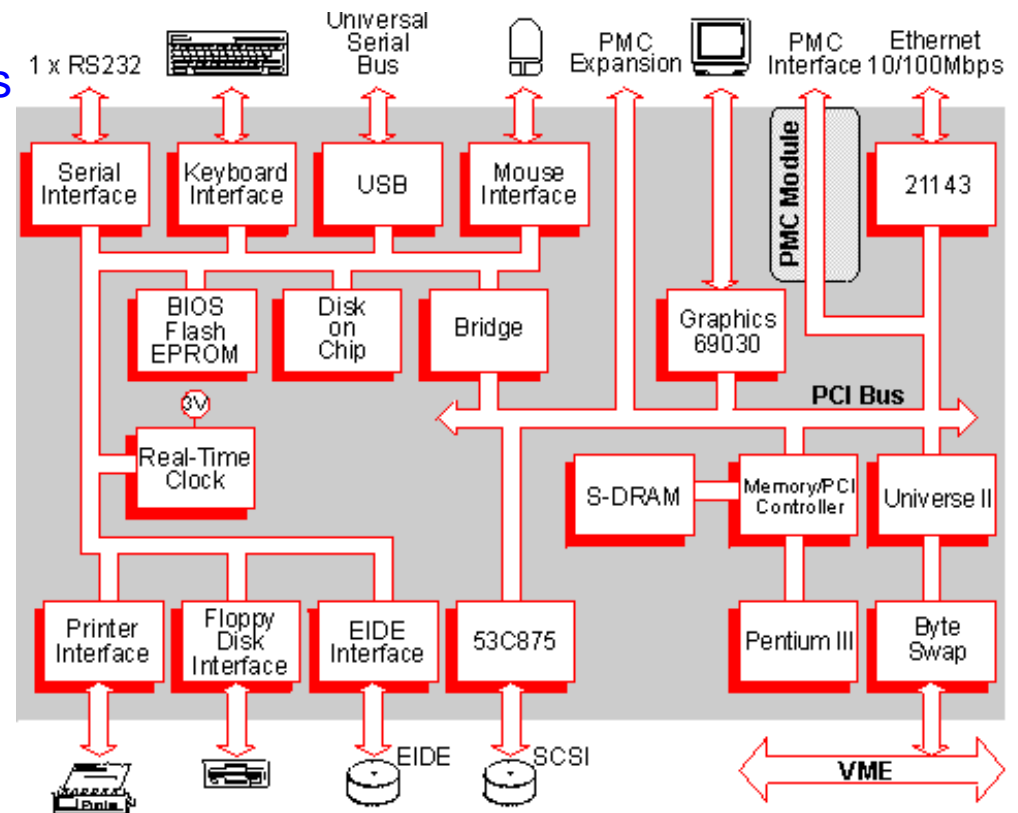 Universal
Serial
Bus
1 x RS232
PMC
Expansion
PMC
Interface
Ethernet
10/100Mbps
s
Serial
Interface
Keyboard
Interface
USB
Mouse
Interface
PMC Module
21143
BIOS
Flash
EPROM
Disk
on
Chip
Bridge
Graphics
69030
3V
PCI Bus
Real-Time
Clock
S-DRAM
Memory/PCI
Controller
Universe II
Printer
Interface
Floppy
Disk
Interface
EIDE
Interface
53C875
Pentium III
Byte
Swap
EIDE
SCSI
VME